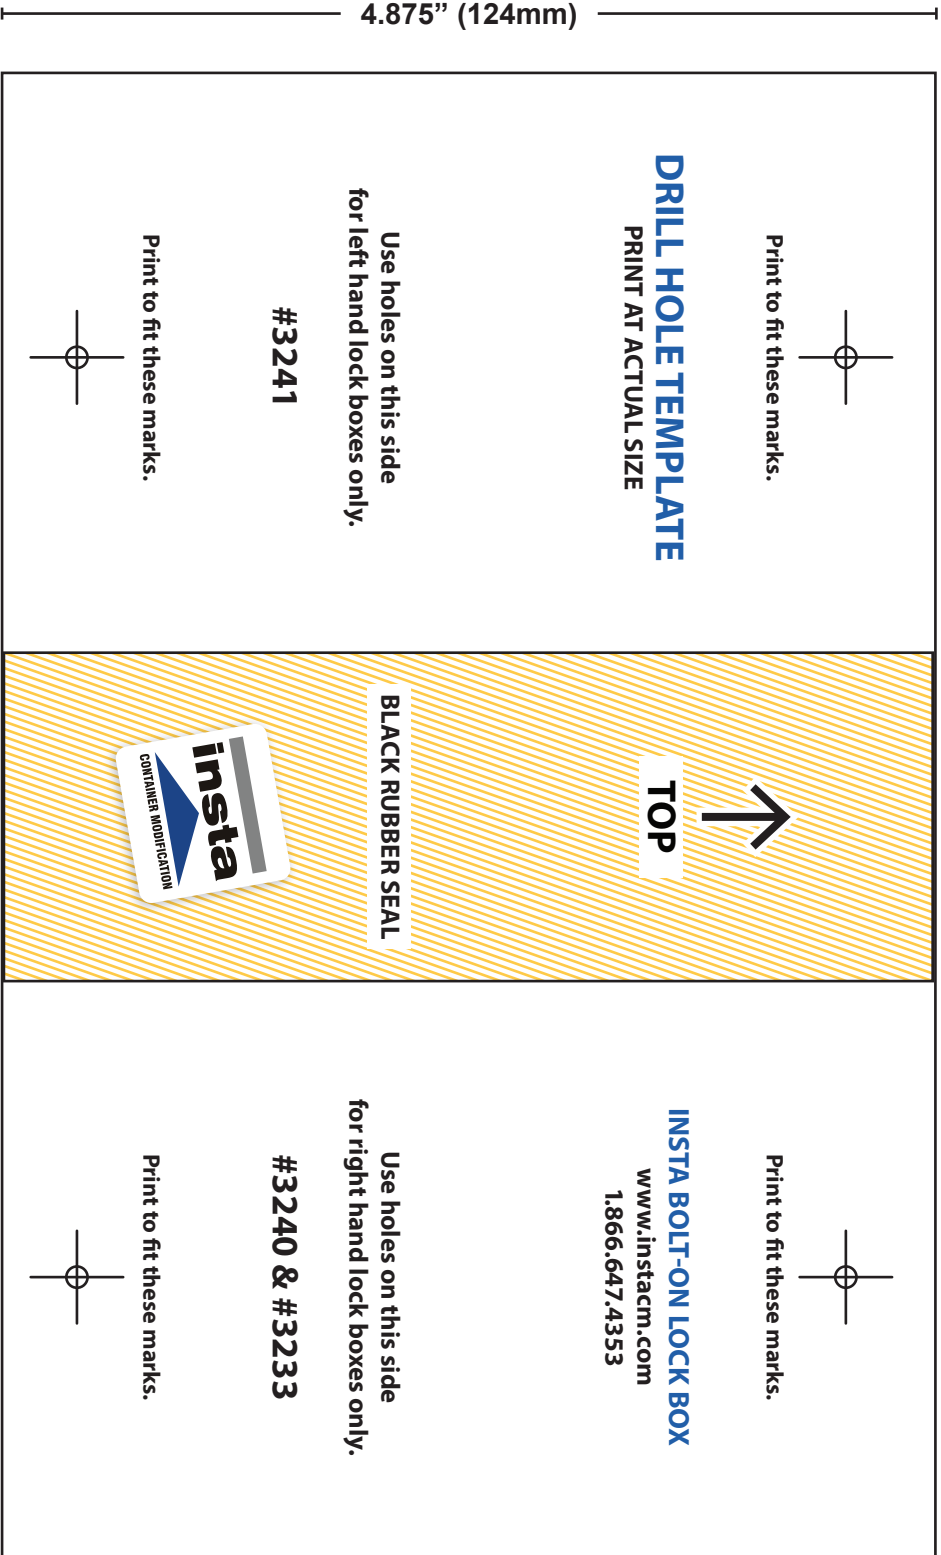 4.875” (124mm)
Print to fit these marks.
DRILL HOLE TEMPLATE
PRINT AT ACTUAL SIZE
Use holes on this side
for left hand lock boxes only.
#3241
Print to fit these marks.
TOP
BLACK RUBBER SEAL
insta
CONTAINER MODIFICATION
Print to fit these marks.
INSTA BOLT-ON LOCK BOX
www.instacm.com
1.866.647.4353
Use holes on this side
for right hand lock boxes only.
#3240 & #3233
Print to fit these marks.